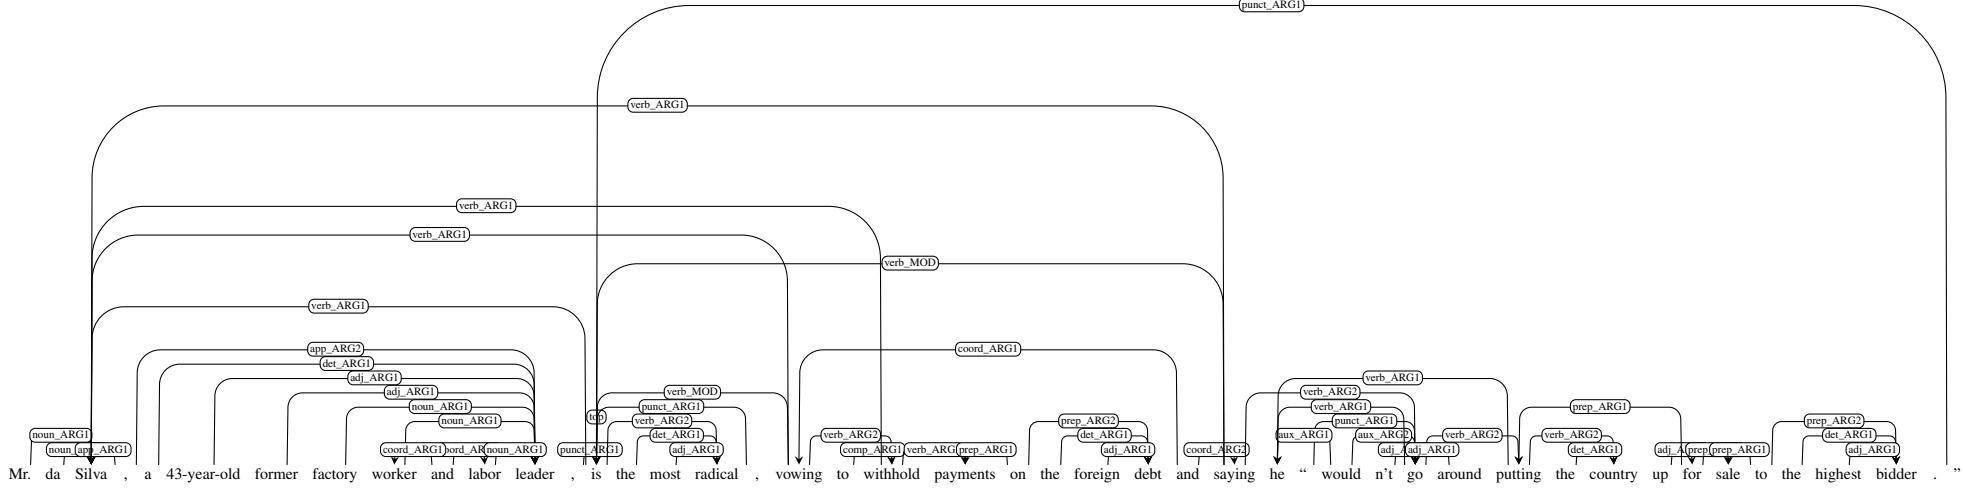 punct_ARG1
verb_ARG1
verb_ARG1
verb_ARG1
verb_MOD
verb_ARG1
app_ARG2 coord_ARG1
det_ARG1
adj_ARG1 verb_ARG1
adj_ARG1 verb_MOD verb_ARG2
noun_ARG1 punct_ARG1 verb_ARG1 prep_ARG1
top
noun_ARG1 verb_ARG2 prep_ARG2 punct_ARG1 prep_ARG2
noun_ARG1 det_ARG1 verb_ARG2 det_ARG1 aux_ARG1 aux_ARG2 verb_ARG2 verb_ARG2 det_ARG1
app_ARG1 coord_ARG1 noun_ARG1 punct_ARG1 adj_ARG1 comp_ARG1 prep_ARG1 adj_ARG1 coord_ARG2 adj_ARG1 det_ARG1 prep_ARG1 adj_ARG1
Mr. da Silva , a 43-year-old former factory worker and labor leader , is the most radical , vowing to withhold payments on the foreign debt and saying he “ would n't go around putting the country up for sale to the highest bidder . ”